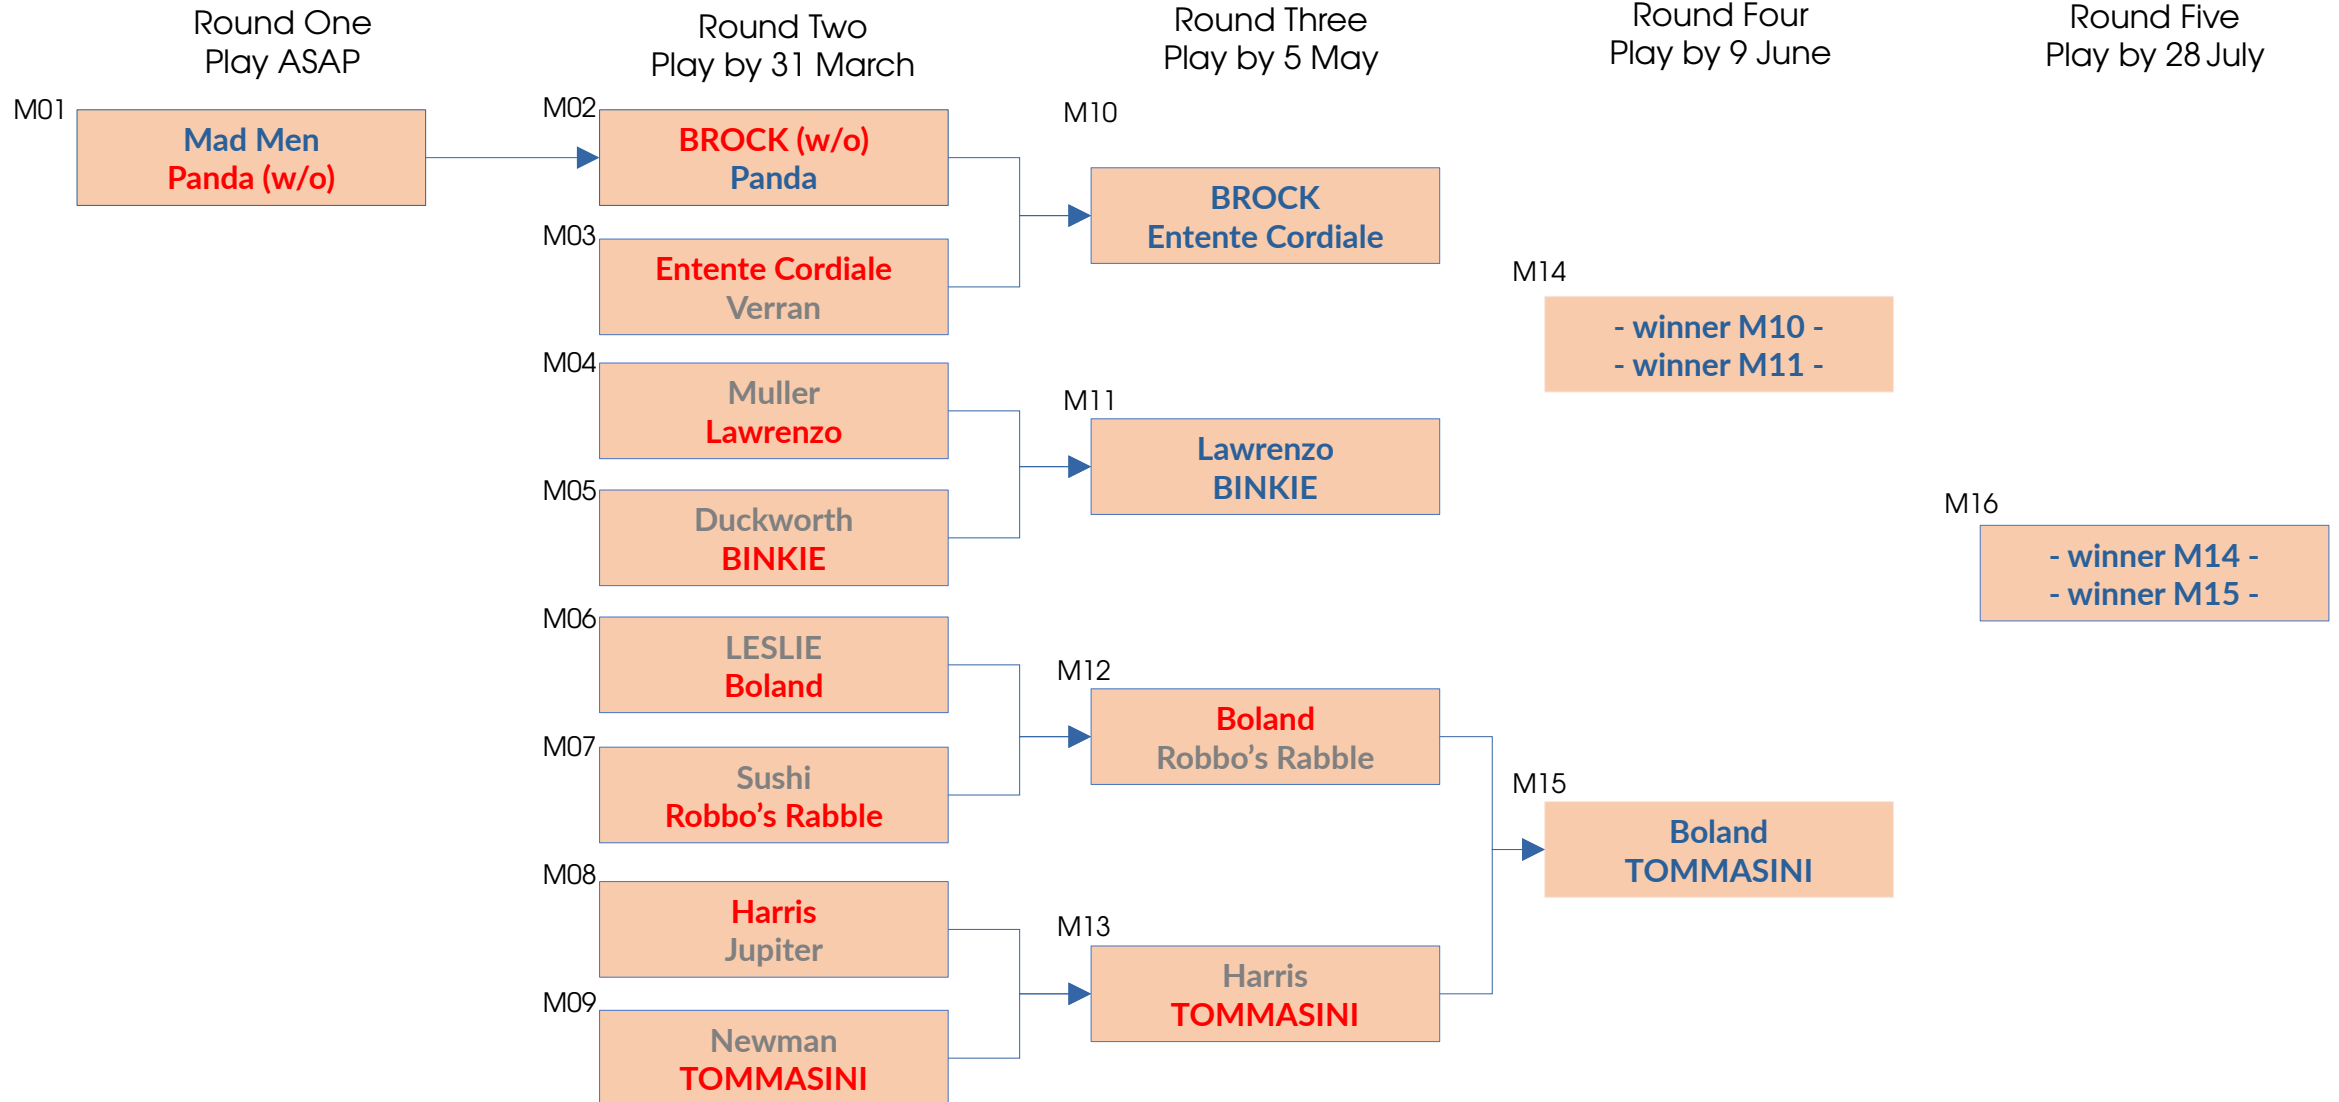 Round One
Play ASAP
Round Two
Play by 31 March
Round Three
Play by 5 May
Round Four
Play by 9 June
Round Five
Play by 28 July
M01
Mad Men
Panda (w/o)
M02
BROCK (w/o)
Panda
M03
Entente Cordiale
Verran
M04
Muller
Lawrenzo
M05
Duckworth
BINKIE
M06
LESLIE
Boland
M07
Sushi
Robbo’s Rabble
M08
Harris
Jupiter
M09
Newman
TOMMASINI
M10
BROCK
Entente Cordiale
M11
Lawrenzo
BINKIE
M12
Boland
Robbo’s Rabble
M13
Harris
TOMMASINI
M14
- winner M10 -
- winner M11 -
M15
Boland
TOMMASINI
M16
- winner M14 -
- winner M15 -